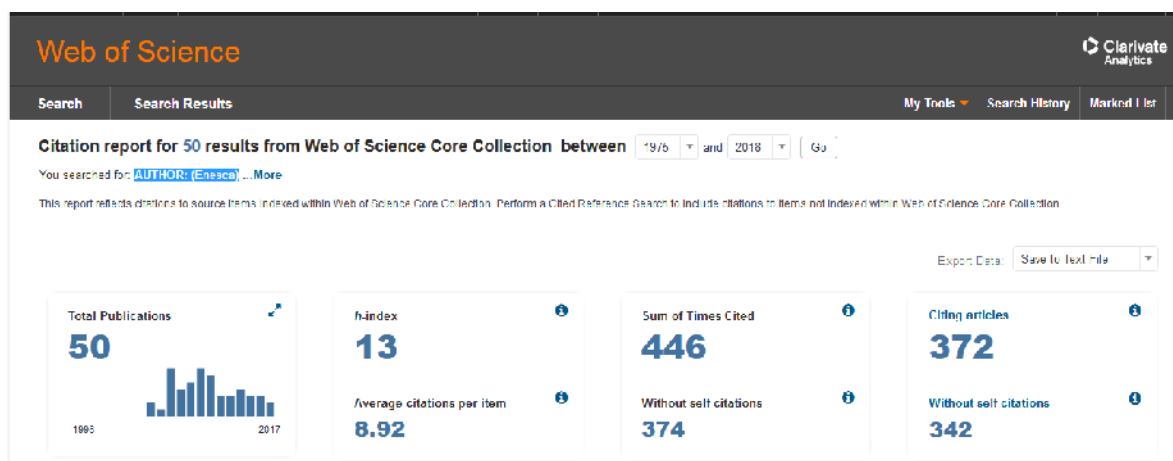 Web of Science
Clarivate
Analytics
Search Search Results My Tools Search History Marked List
Citation report for 50 results from Web of Science Core Collection between 1975 and 2018 Go
You searched for: AUTHOR: (Enesca) ...More
This report reflects citations to source items indexed within Web of Science Core Collection. Perform a Cited Reference Search to include citations to items not indexed within Web of Science Core Collection
Export Data: Save to Text File
Total Publications
50
1998 2017
h-index
13
Average citations per item
8.92
Sum of Times Cited
446
Without self citations
374
Citing articles
372
Without self citations
342